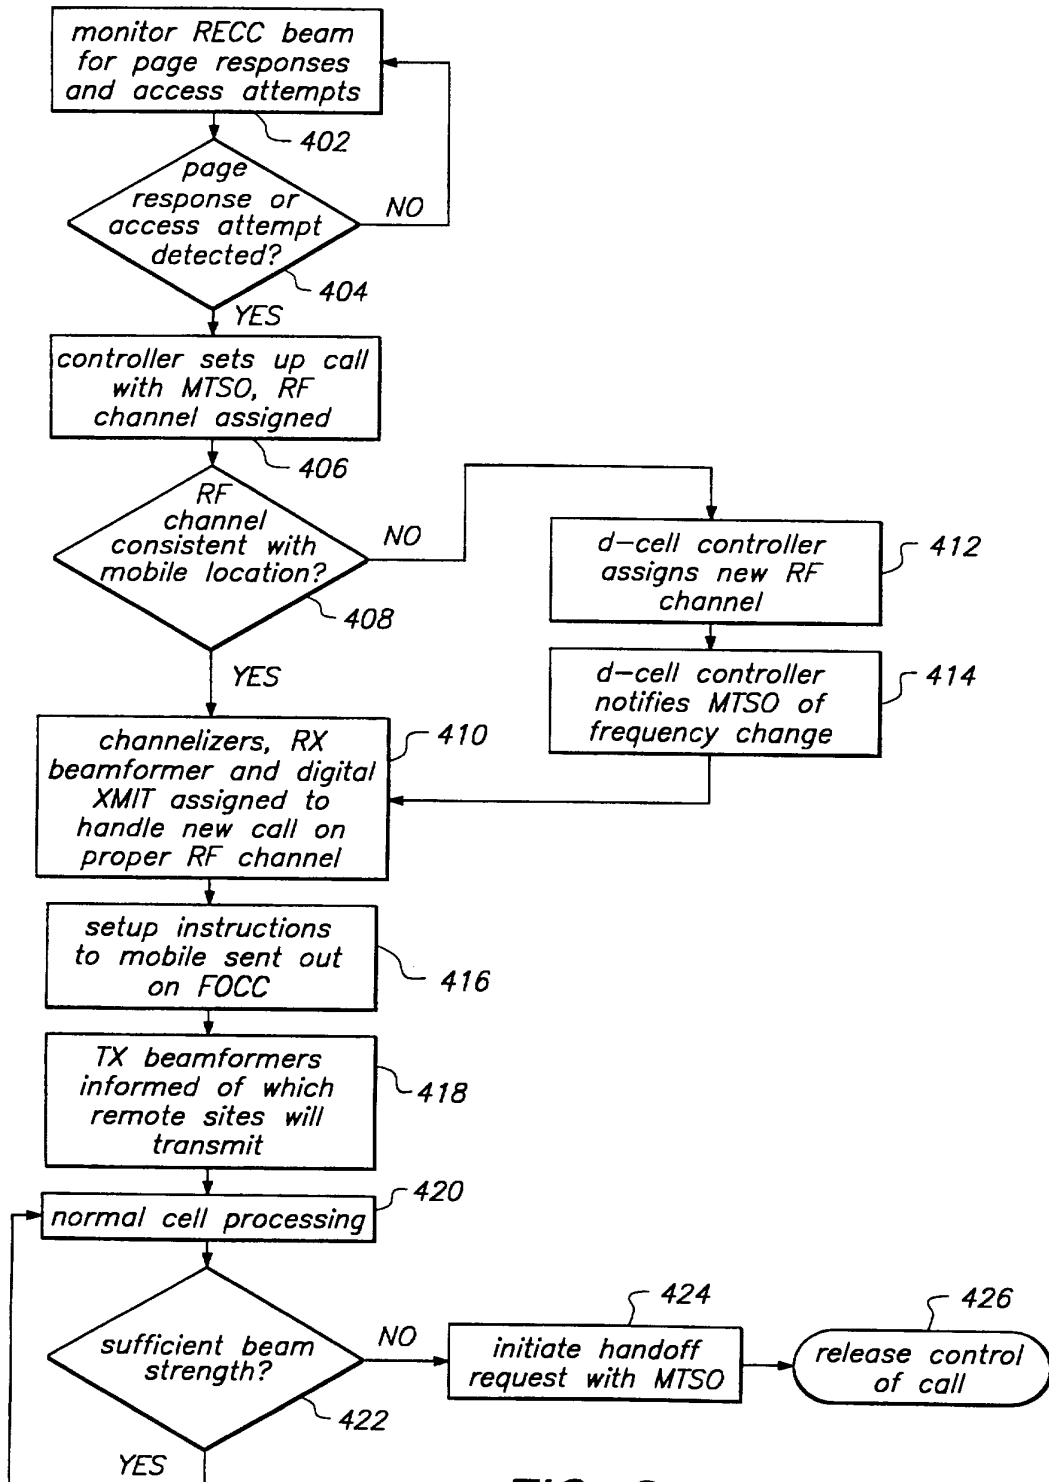 monitor RECC beam
for page responses
and access attempts
402
page
response or
access attempt
detected?
NO
404
YES
controller sets up call
with MTSO, RF
channel assigned
406
RF
channel
consistent with
mobile location?
NO
408
YES
d-cell controller
assigns new RF
channel
412
d-cell controller
notifies MTSO of
frequency change
414
channelizers, RX
beamformer and digital
XMIT assigned to
handle new call on
proper RF channel
410
setup instructions
to mobile sent out
on FOCC
416
TX beamformers
informed of which
remote sites will
transmit
418
normal cell processing
420
sufficient beam
strength?
NO
422
YES
initiate handoff
request with MTSO
424
release control
of call
426